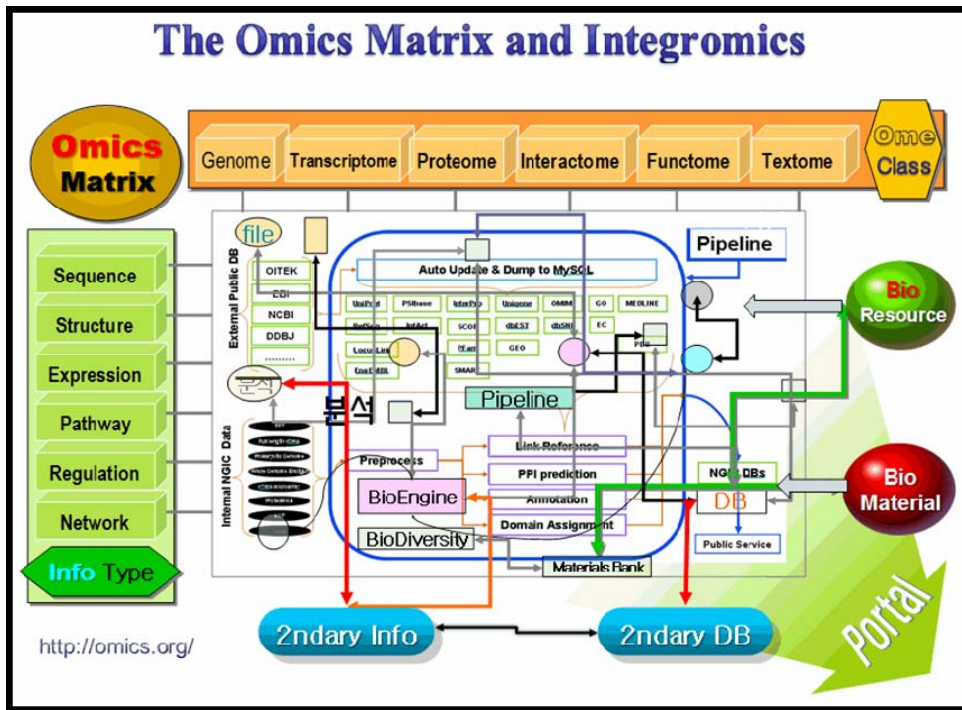 The Omics Matrix and Integromics
Omics
Matrix
Genome
Transcriptome
Proteome
Interactome
Functome
Textome
Ome
Class
Sequence
Structure
Expression
Pathway
Regulation
Network
Info Type
External Public DB
file
OITEK
EBI
NCBI
DDBJ
.........
Auto Update & Dump to MySQL
UniProt
PSIbase
InterPro
Unigene
OMIM
GO
MEDLINE
RefSeq
IntAct
SCOP
dbEST
dbSNP
EC
LocusLink
PFam
GEO
PDB
EnsEMBL
SMART
Pipeline
Pipeline
Bio
Resource
문식
분석
Internal NGIC Data
Preprocess
Link Reference
PPI prediction
Annotation
Domain Assignment
BioEngine
BioDiversity
Materials Bank
NGIC DBs
DB
Public Service
Bio
Material
2ndary Info
2ndary DB
Portal
http://omics.org/